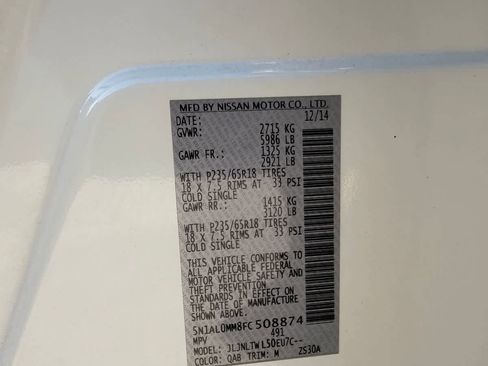 MFD BY NISSAN MOTOR CO., LTD.
DATE: 12/14
GVWR: 2715 KG
5986 LB
GAWR FR.: 1325 KG
2921 LB
WITH P235/65R18 TIRES
18 X 7.5 RIMS AT 33 PSI
COLD SINGLE
GAWR RR.: 1415 KG
3120 LB
WITH P235/65R18 TIRES
18 X 7.5 RIMS AT 33 PSI
COLD SINGLE
THIS VEHICLE CONFORMS TO
ALL APPLICABLE FEDERAL
MOTOR VEHICLE SAFETY AND
THEFT PREVENTION
STANDARDS IN EFFECT ON
THE DATE OF MANUFACTURE
SHOWN ABOVE.
5N1AL0MM8FC508874
MPV 491
MODEL: JLJNLTWL50EU7C--
COLOR: QAB TRIM: M ZS30A